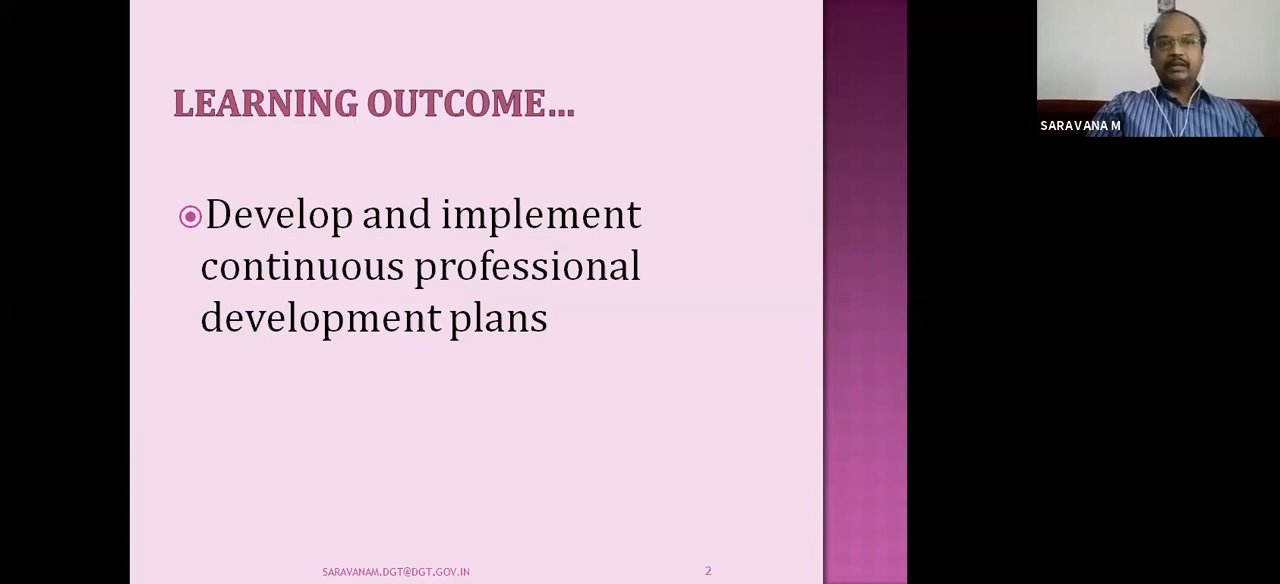 LEARNING OUTCOME...
Develop and implement
continuous professional
development plans
SARAVANAM.DGT@DGT.GOV.IN
2
SARAVANA M